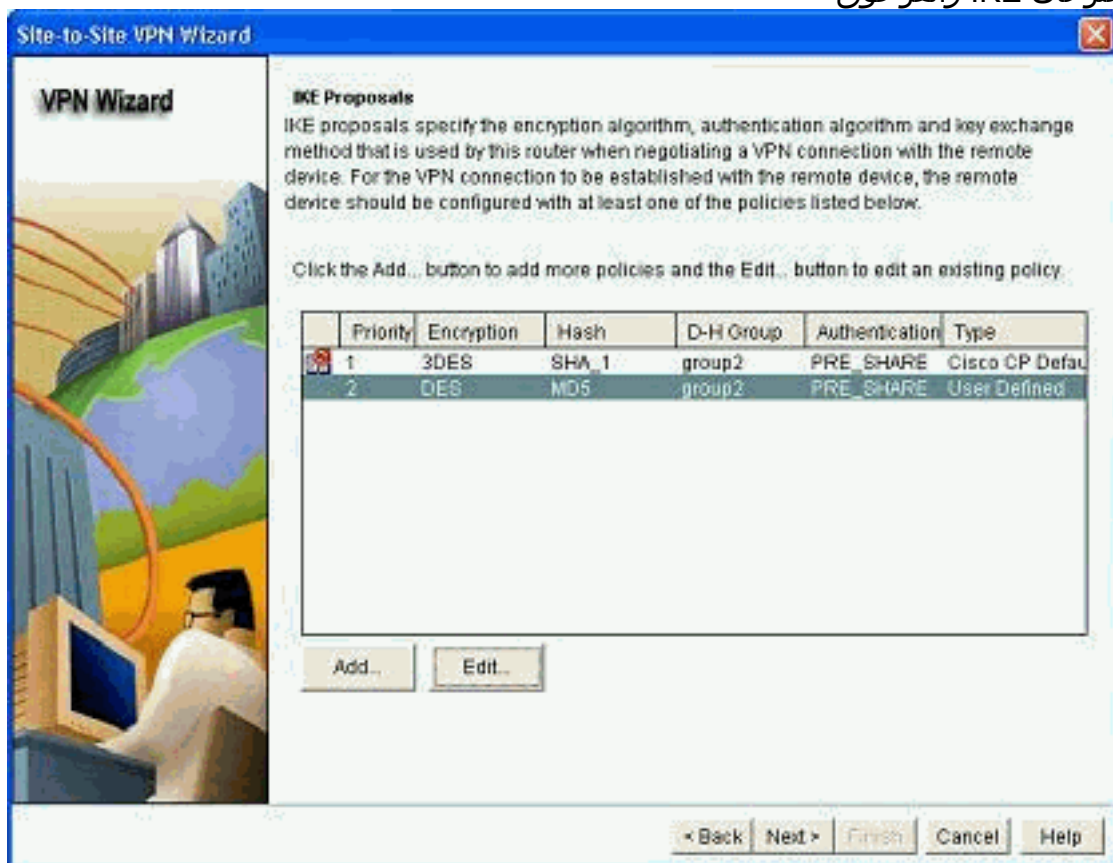 IKE
Site-to-Site VPN Wizard
VPN Wizard
IKE Proposals
IKE proposals specify the encryption algorithm, authentication algorithm and key exchange
method that is used by this router when negotiating a VPN connection with the remote
device. For the VPN connection to be established with the remote device, the remote
device should be configured with at least one of the policies listed below.
Click the Add... button to add more policies and the Edit... button to edit an existing policy.
Priority Encryption Hash D-H Group Authentication Type
1 3DES SHA_1 group2 PRE_SHARE Cisco CP Defau
2 DES MD5 group2 PRE_SHARE User Defined
Add... Edit...
< Back Next > Finish Cancel Help